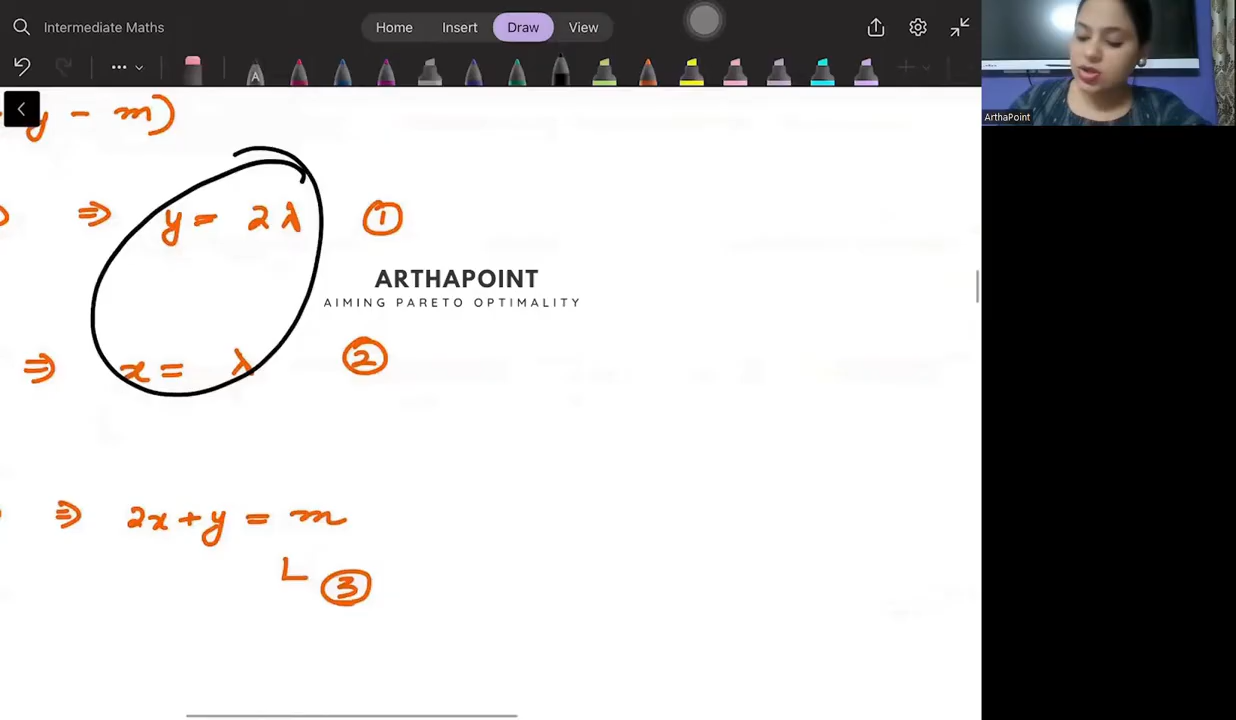 Intermediate Maths
Home Insert Draw View
A
y - m)
⇒ y = 2λ ①
ARTHAPOINT
AIMING PARETO OPTIMALITY
⇒ x = λ ②
⇒ 2x + y = m
③
ArthaPoint